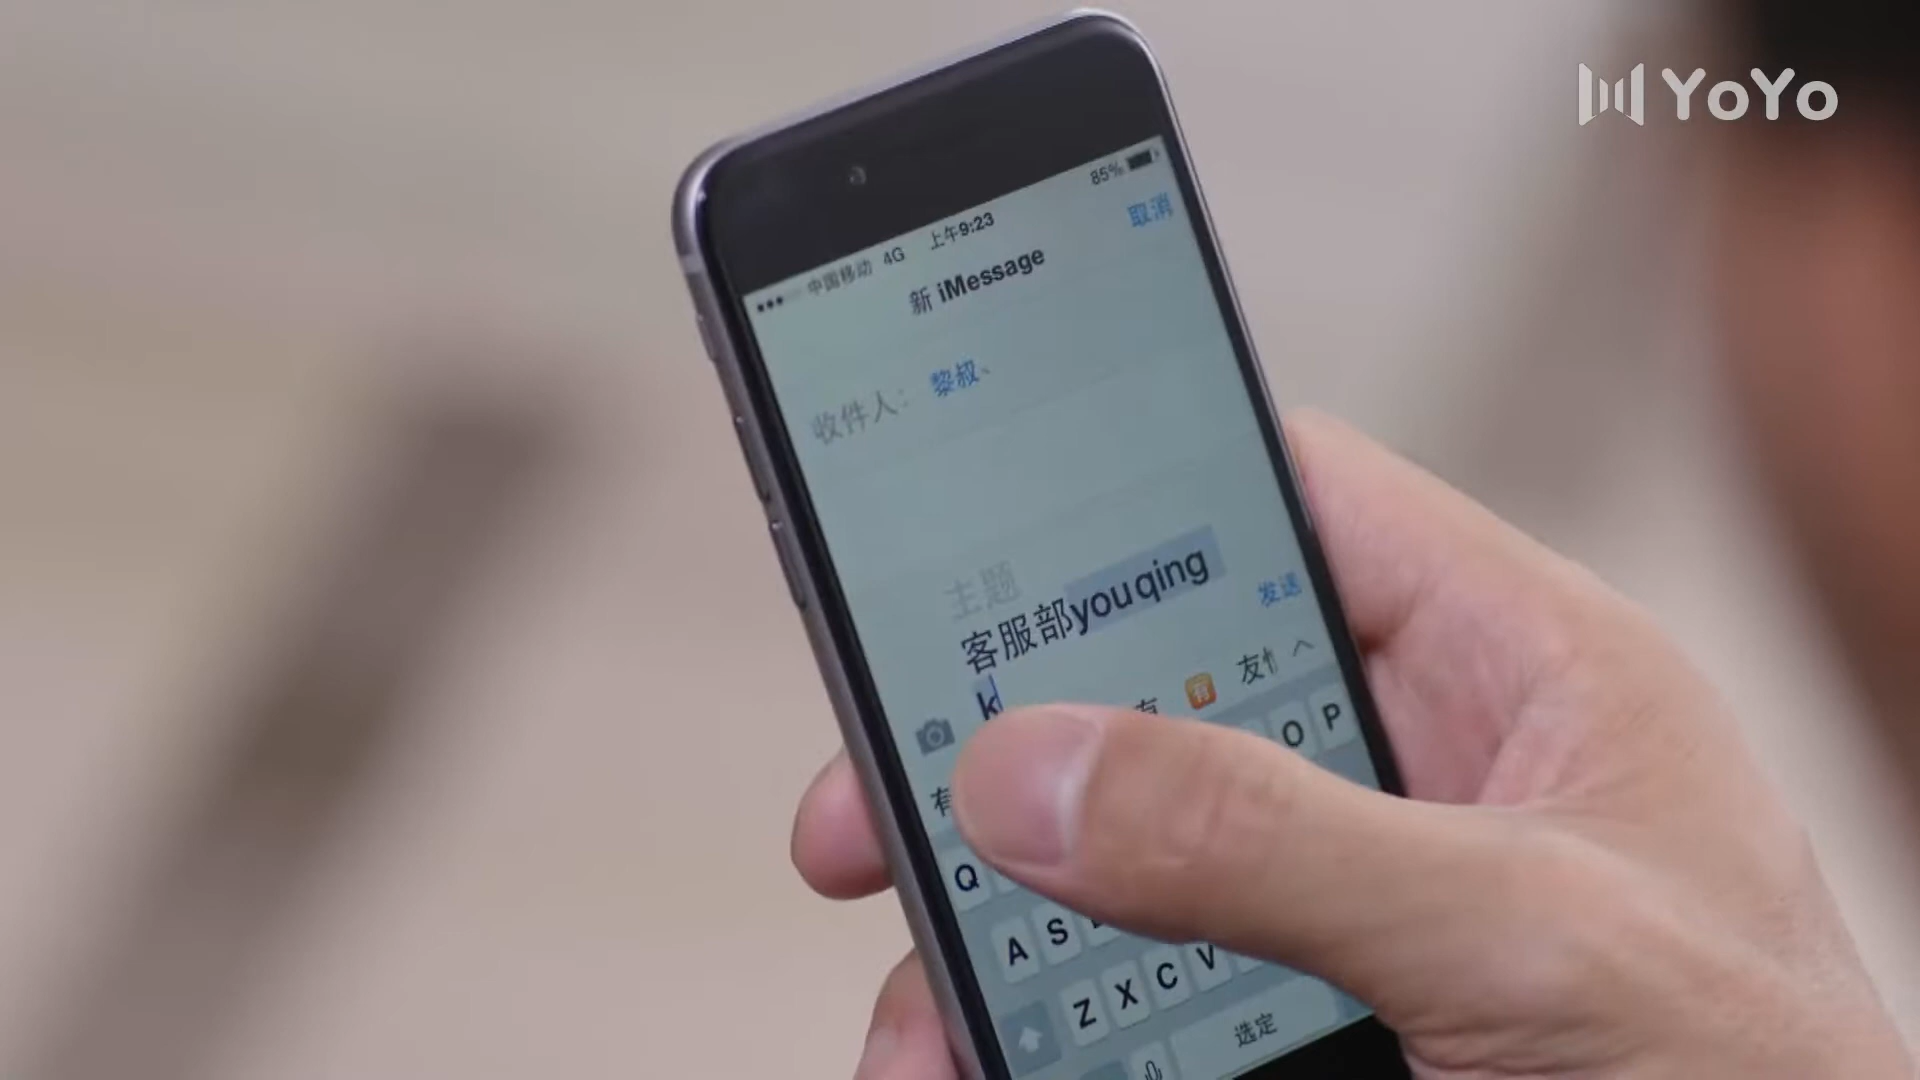 YoYo
85%
中国移动 4G 上午9:23
取消
新 iMessage
收件人: 黎叔、
主题
客服部youqing
k
发送
有 友
O P
Q
A S
Z X C V
选定